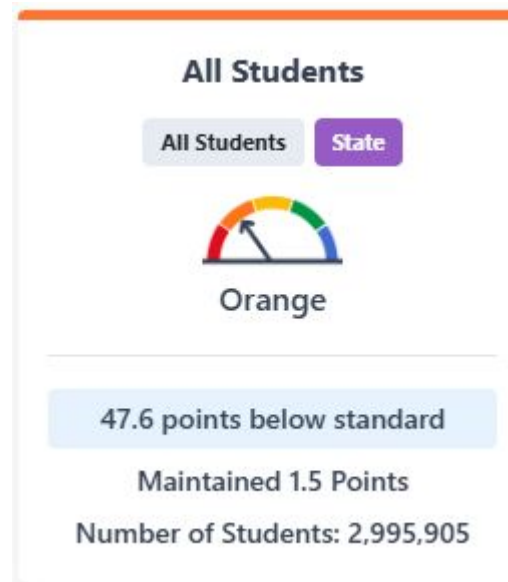 All Students
All Students State
Orange
47.6 points below standard
Maintained 1.5 Points
Number of Students: 2,995,905